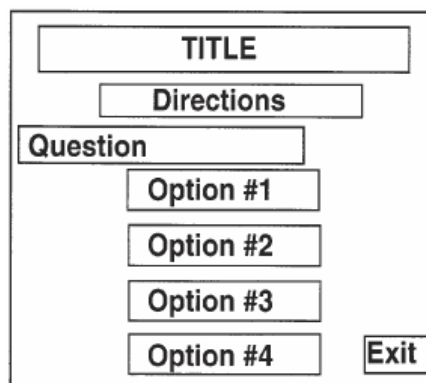 TITLE
Directions
Question
Option #1
Option #2
Option #3
Option #4
Exit